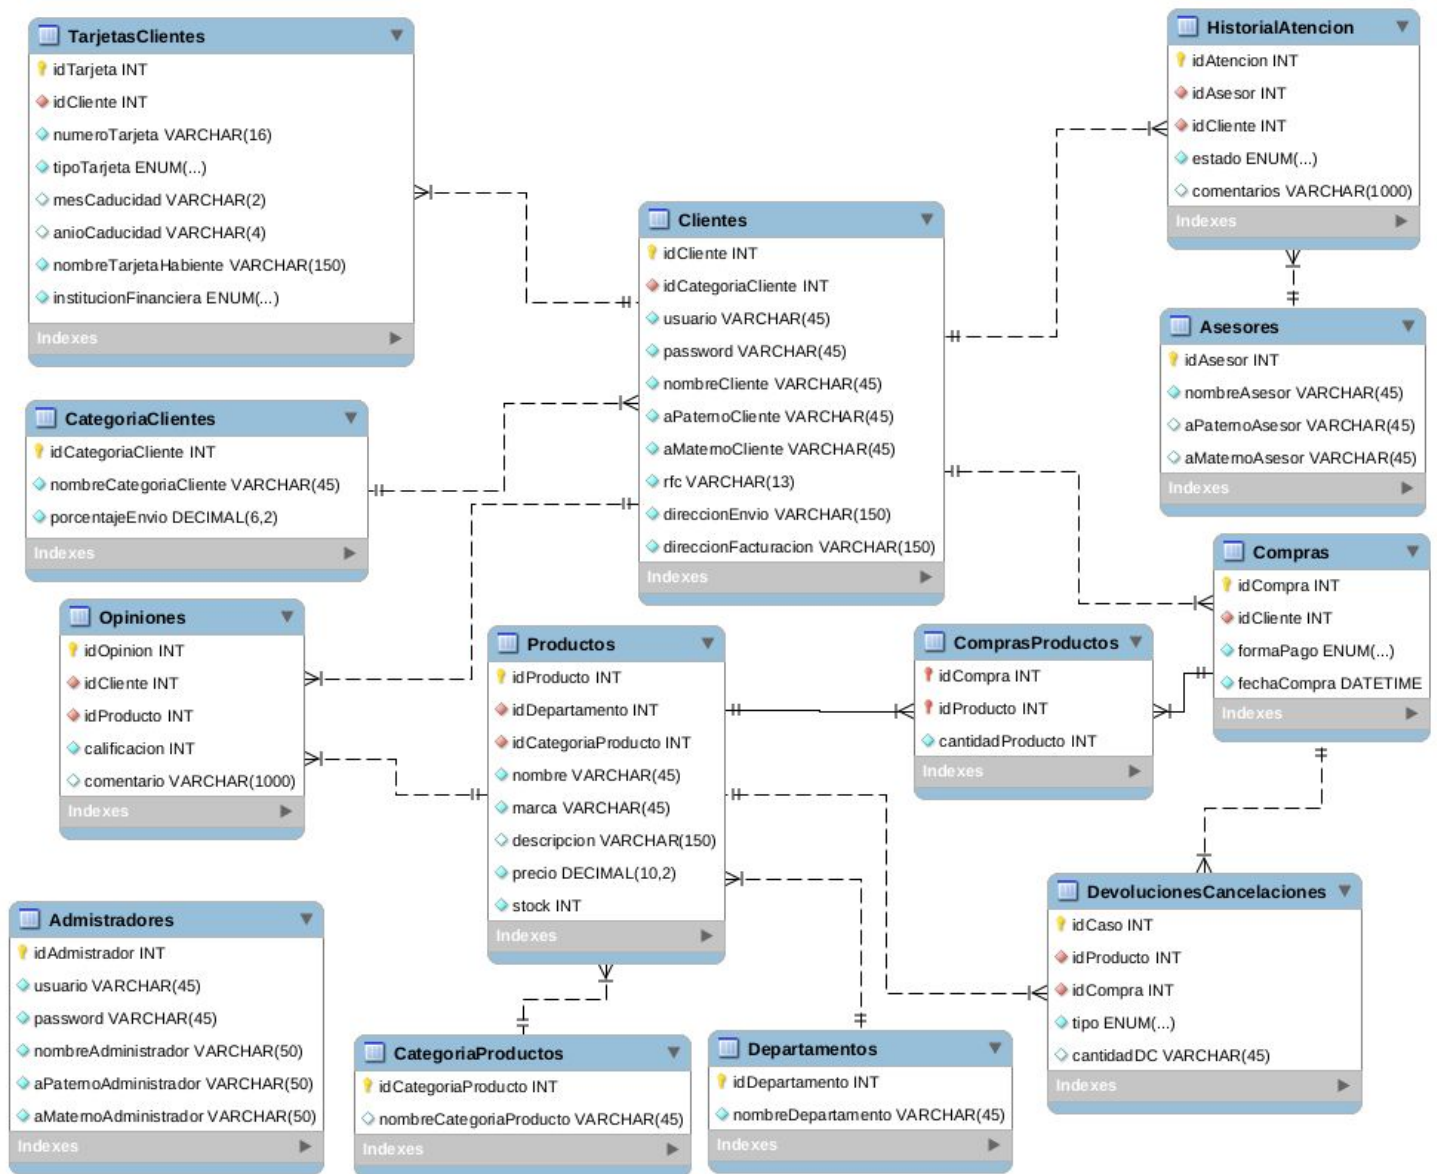 TarjetasClientes
idTarjeta INT
idCliente INT
numeroTarjeta VARCHAR(16)
tipoTarjeta ENUM(...)
mesCaducidad VARCHAR(2)
anioCaducidad VARCHAR(4)
nombreTarjetaHabiente VARCHAR(150)
institucionFinanciera ENUM(...)
Indexes
HistorialAtencion
idAtencion INT
idAsesor INT
idCliente INT
estado ENUM(...)
comentarios VARCHAR(1000)
Indexes
Clientes
idCliente INT
idCategoriaCliente INT
usuario VARCHAR(45)
password VARCHAR(45)
nombreCliente VARCHAR(45)
aPaternoCliente VARCHAR(45)
aMaternoCliente VARCHAR(45)
rfc VARCHAR(13)
direccionEnvio VARCHAR(150)
direccionFacturacion VARCHAR(150)
Indexes
Asesores
idAsesor INT
nombreAsesor VARCHAR(45)
aPaternoAsesor VARCHAR(45)
aMaternoAsesor VARCHAR(45)
Indexes
CategoriaClientes
idCategoriaCliente INT
nombreCategoriaCliente VARCHAR(45)
porcentajeEnvio DECIMAL(6,2)
Indexes
Compras
idCompra INT
idCliente INT
formaPago ENUM(...)
fechaCompra DATETIME
Indexes
Opiniones
idOpinion INT
idCliente INT
idProducto INT
calificacion INT
comentario VARCHAR(1000)
Indexes
Productos
idProducto INT
idDepartamento INT
idCategoriaProducto INT
nombre VARCHAR(45)
marca VARCHAR(45)
descripcion VARCHAR(150)
precio DECIMAL(10,2)
stock INT
Indexes
ComprasProductos
idCompra INT
idProducto INT
cantidadProducto INT
Indexes
DevolucionesCancelaciones
idCaso INT
idProducto INT
idCompra INT
tipo ENUM(...)
cantidadDC VARCHAR(45)
Indexes
Admistradores
idAdmistrador INT
usuario VARCHAR(45)
password VARCHAR(45)
nombreAdministrador VARCHAR(50)
aPaternoAdministrador VARCHAR(50)
aMaternoAdministrador VARCHAR(50)
Indexes
CategoriaProductos
idCategoriaProducto INT
nombreCategoriaProducto VARCHAR(45)
Indexes
Departamentos
idDepartamento INT
nombreDepartamento VARCHAR(45)
Indexes